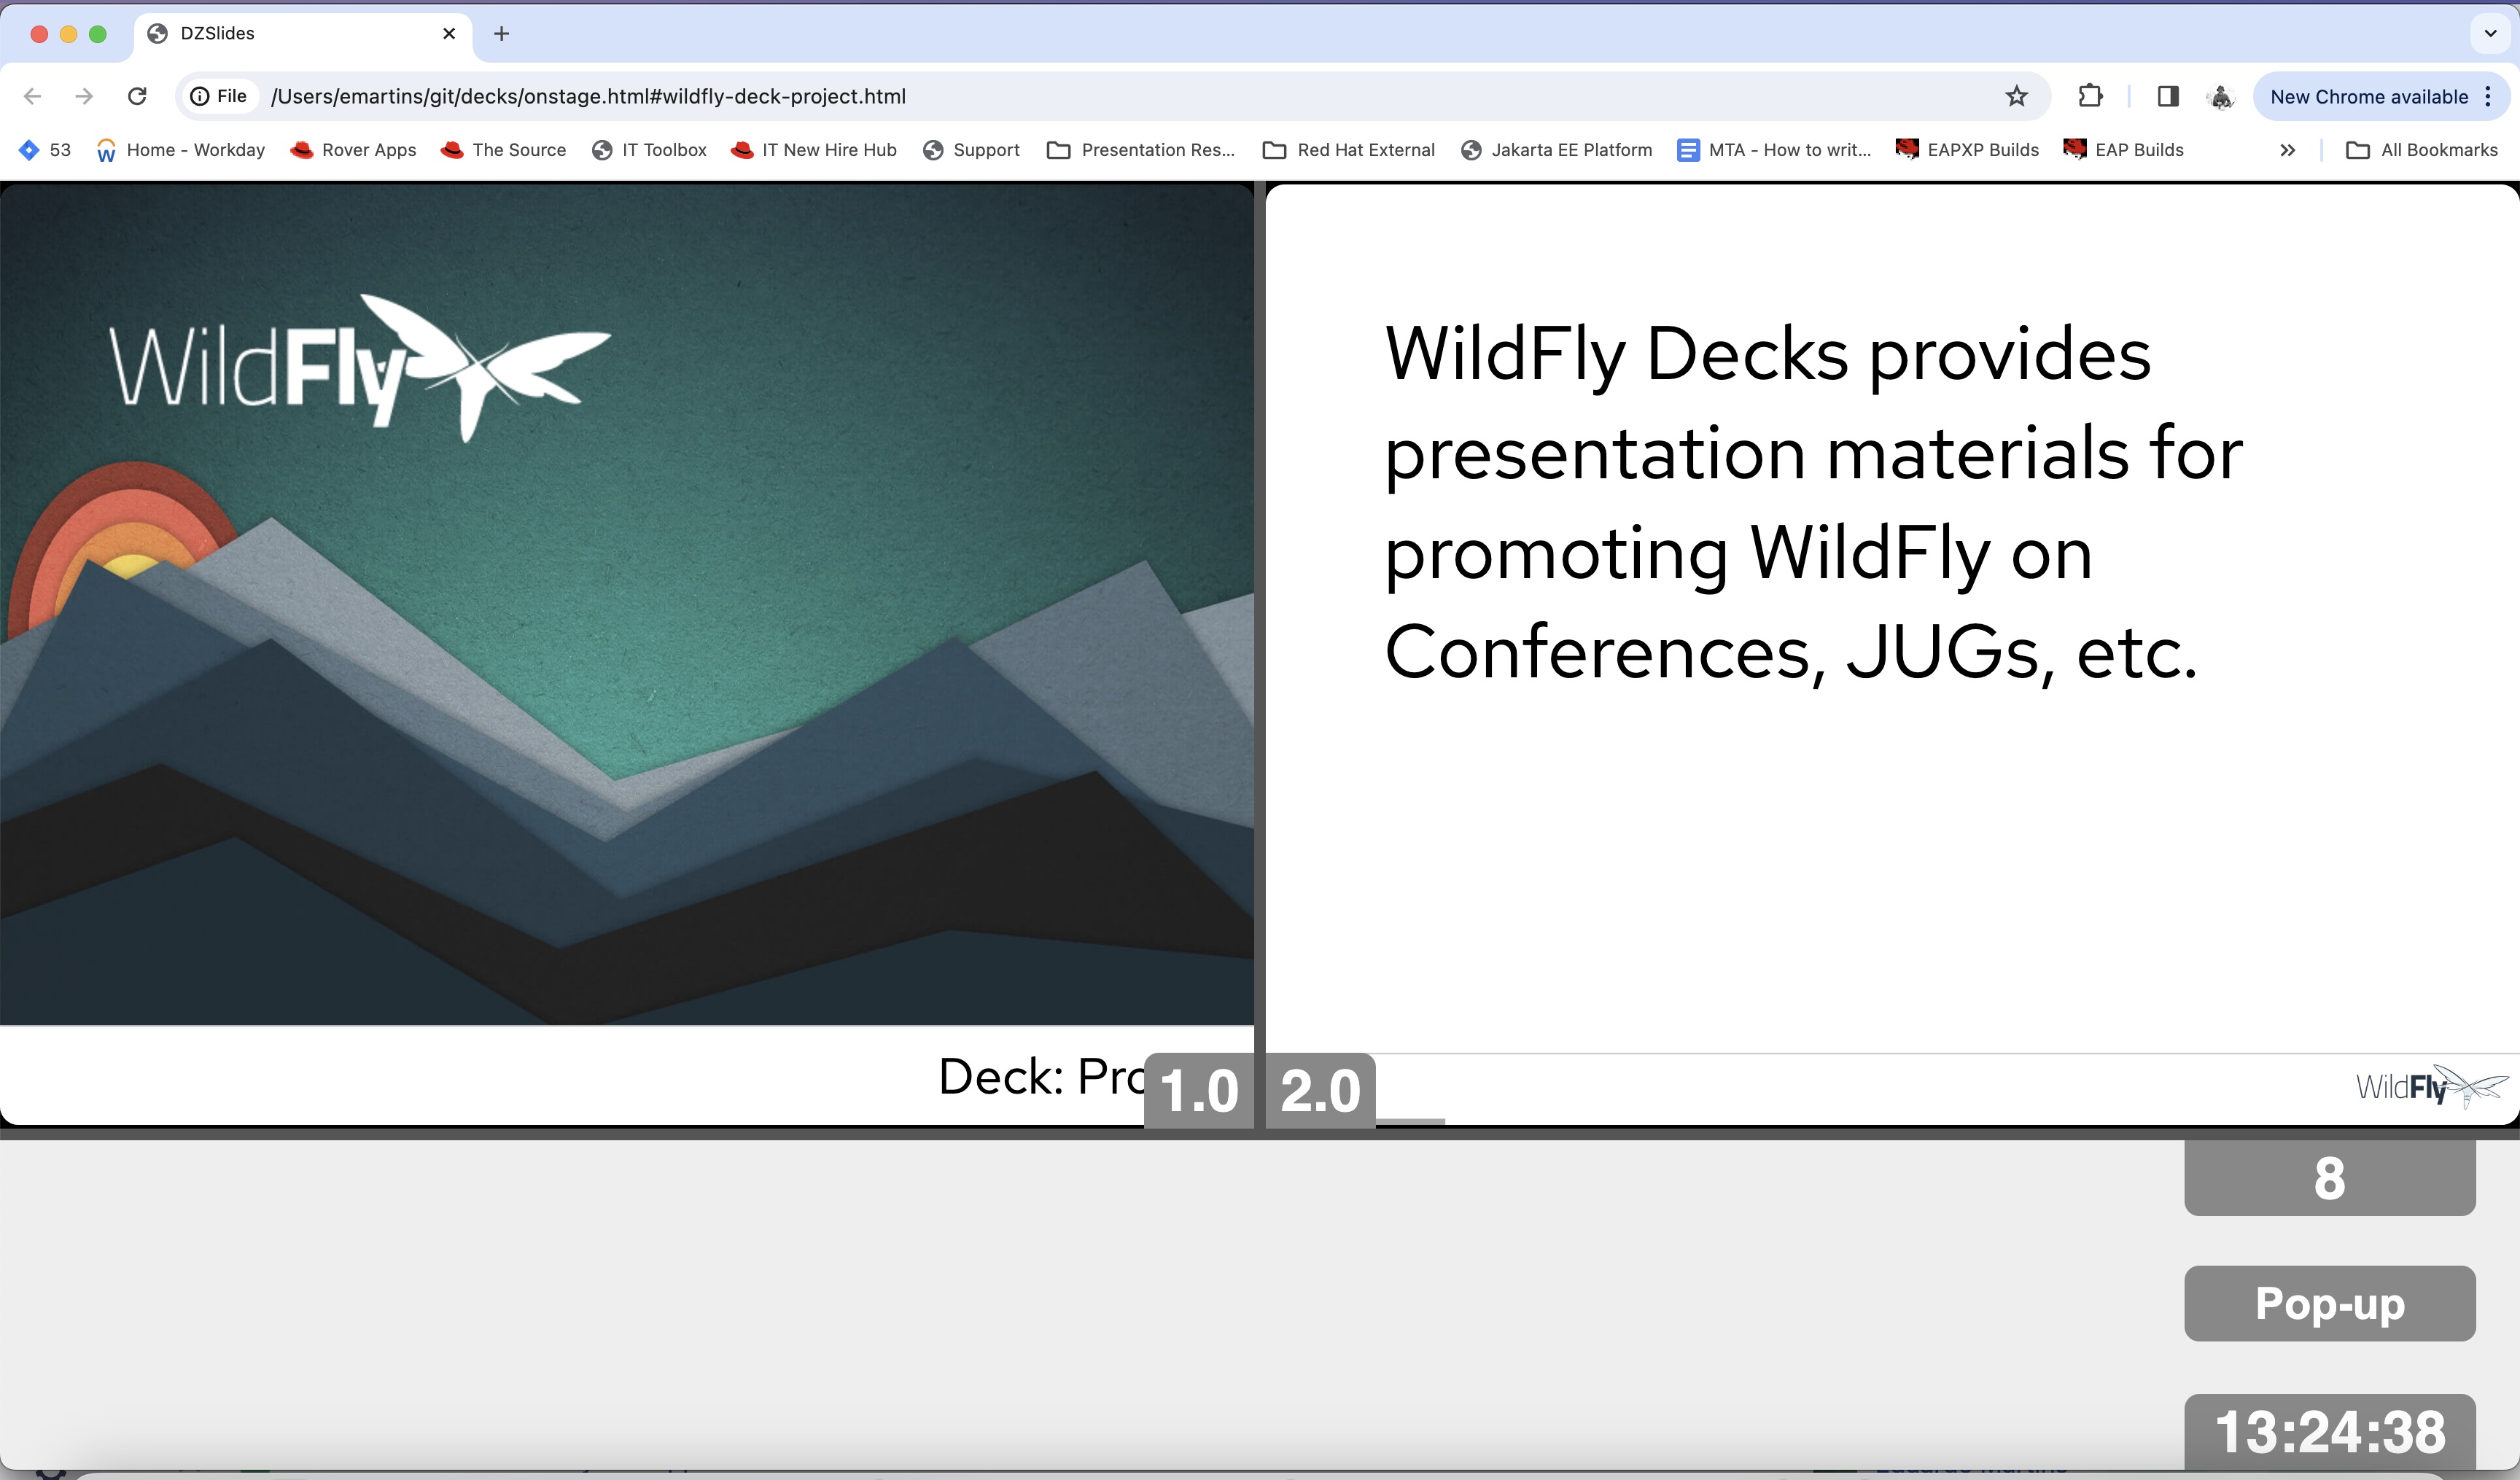 DZSlides
File
/Users/emartins/git/decks/onstage.html#wildfly-deck-project.html
New Chrome available
53
Home - Workday
Rover Apps
The Source
IT Toolbox
IT New Hire Hub
Support
Presentation Res...
Red Hat External
Jakarta EE Platform
MTA - How to writ...
EAPXP Builds
EAP Builds
All Bookmarks
WildFly
Deck: Pro
1.0
WildFly Decks provides
presentation materials for
promoting WildFly on
Conferences, JUGs, etc.
2.0
WildFly
8
Pop-up
13:24:38